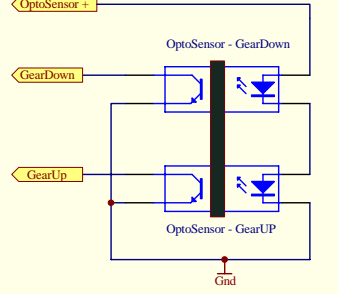 OptoSensor +
OptoSensor - GearDown
GearDown
GearUp
OptoSensor - GearUP
Gnd